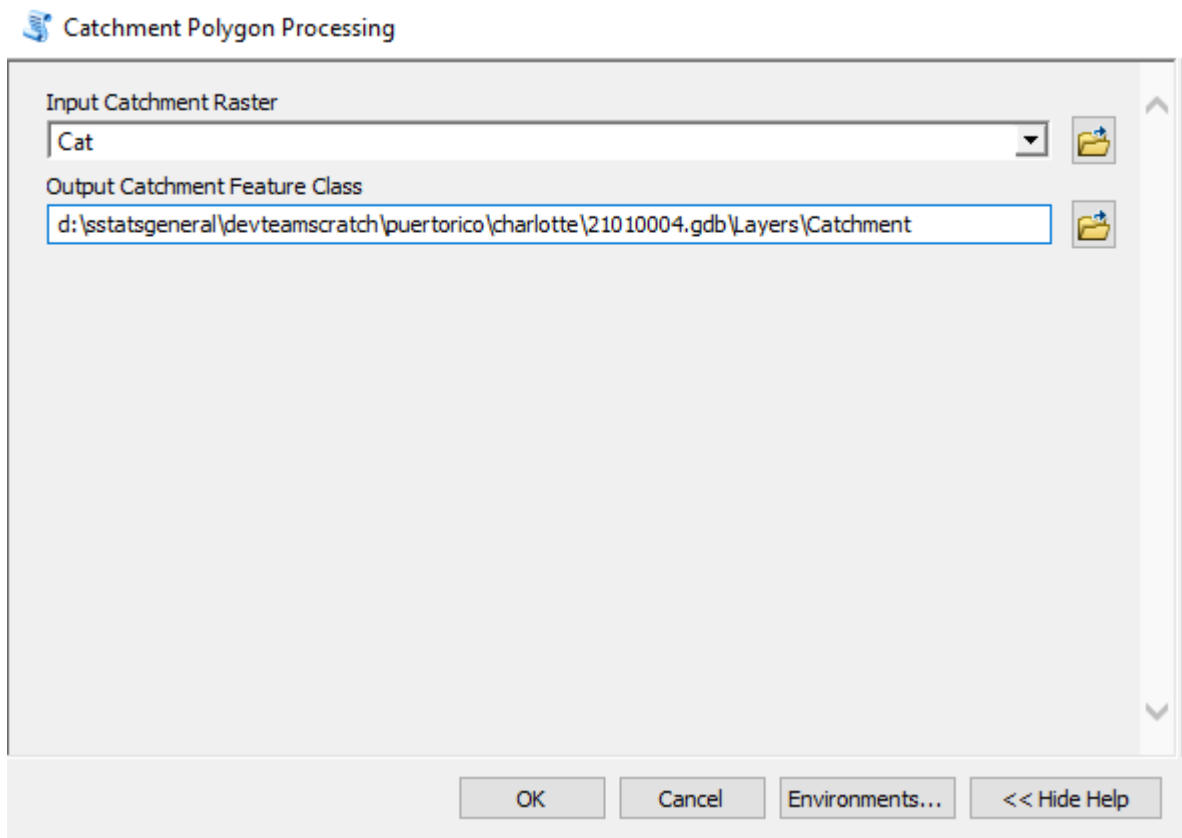 Catchment Polygon Processing
Input Catchment Raster
Cat
Output Catchment Feature Class
d:\sstatsgeneral\devteamscratch\puertorico\charlotte\21010004.gdb\Layers\Catchment
OK Cancel Environments... << Hide Help